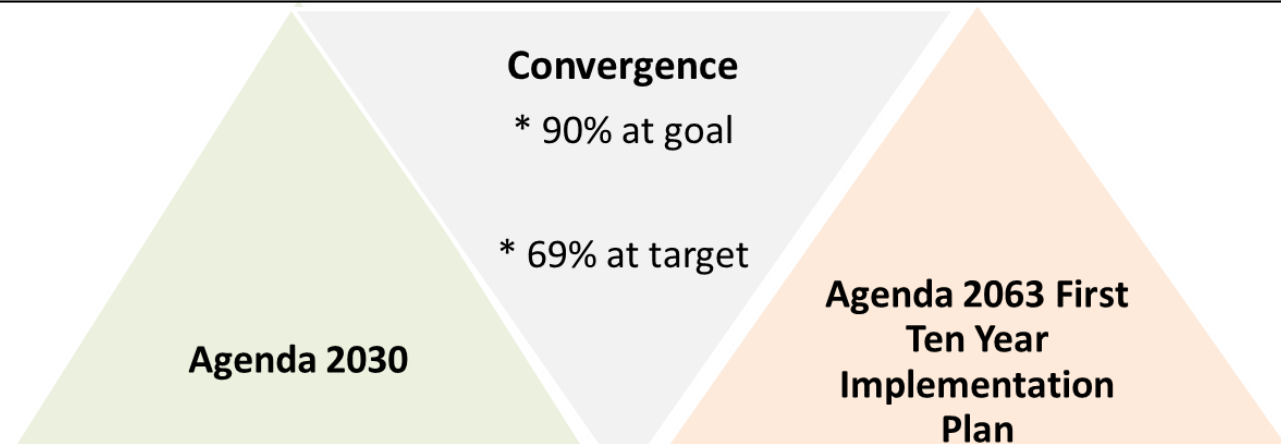 Convergence
* 90% at goal
* 69% at target
Agenda 2030
Agenda 2063 First
Ten Year
Implementation
Plan